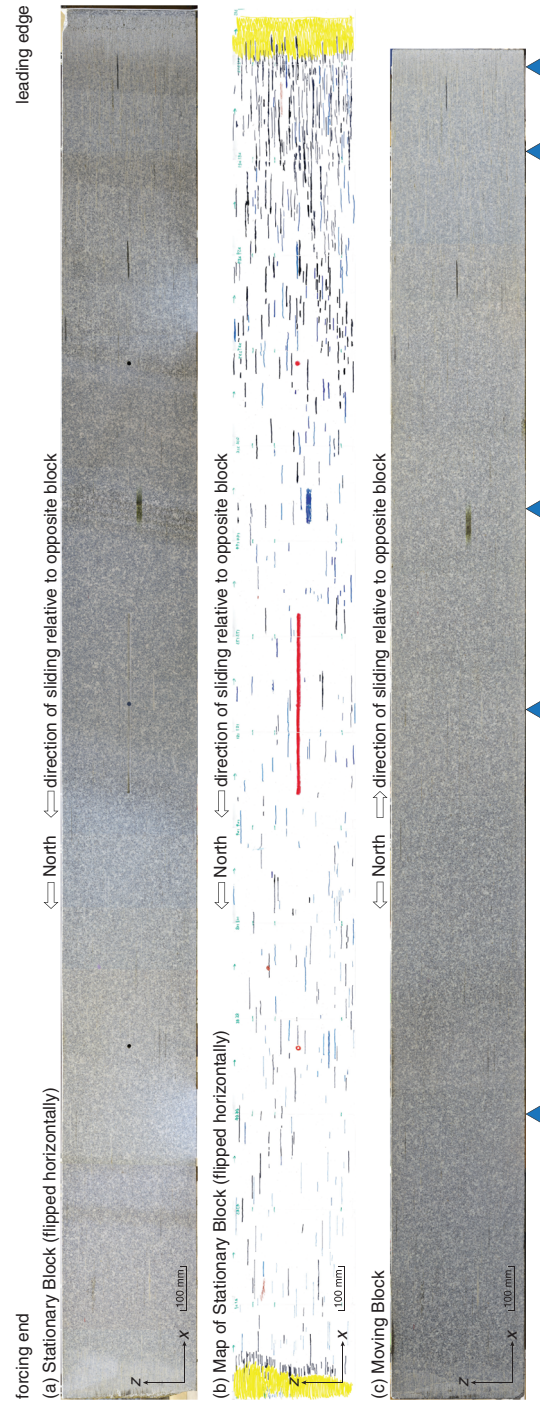 forcing end
leading edge
(a) Stationary Block (flipped horizontally)
North
direction of sliding relative to opposite block
Z
X
100 mm
(b) Map of Stationary Block (flipped horizontally)
North
direction of sliding relative to opposite block
Z
X
100 mm
(c) Moving Block
North
direction of sliding relative to opposite block
Z
X
100 mm